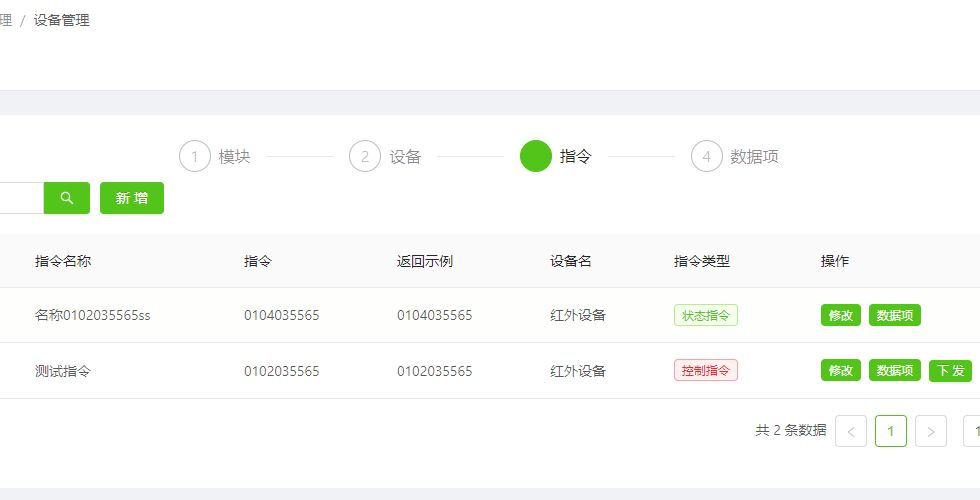 理 / 设备管理
1 模块 2 设备 指令 4 数据项
新 增
指令名称 指令 返回示例 设备名 指令类型 操作
名称0102035565ss 0104035565 0104035565 红外设备 状态指令 修改 数据项
测试指令 0102035565 0102035565 红外设备 控制指令 修改 数据项 下 发
共 2 条数据 < 1 > 1